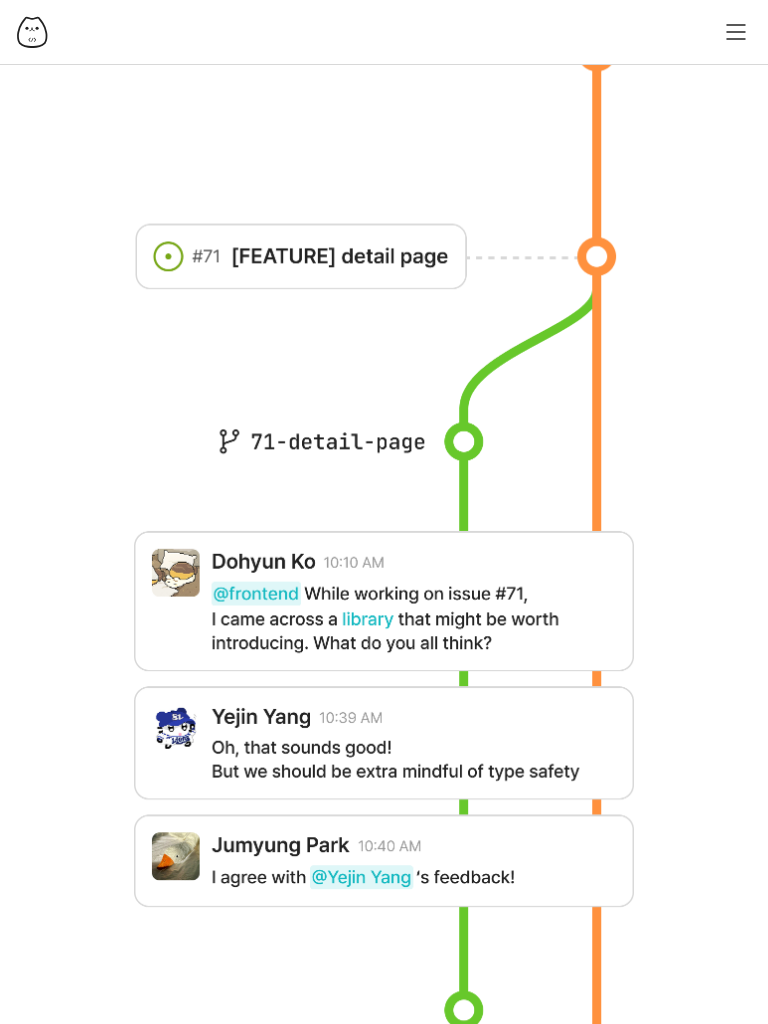 #71 [FEATURE] detail page
71-detail-page
Dohyun Ko 10:10 AM
@frontend While working on issue #71,
I came across a library that might be worth
introducing. What do you all think?
Yejin Yang 10:39 AM
Oh, that sounds good!
But we should be extra mindful of type safety
Jumyung Park 10:40 AM
I agree with @Yejin Yang ‘s feedback!